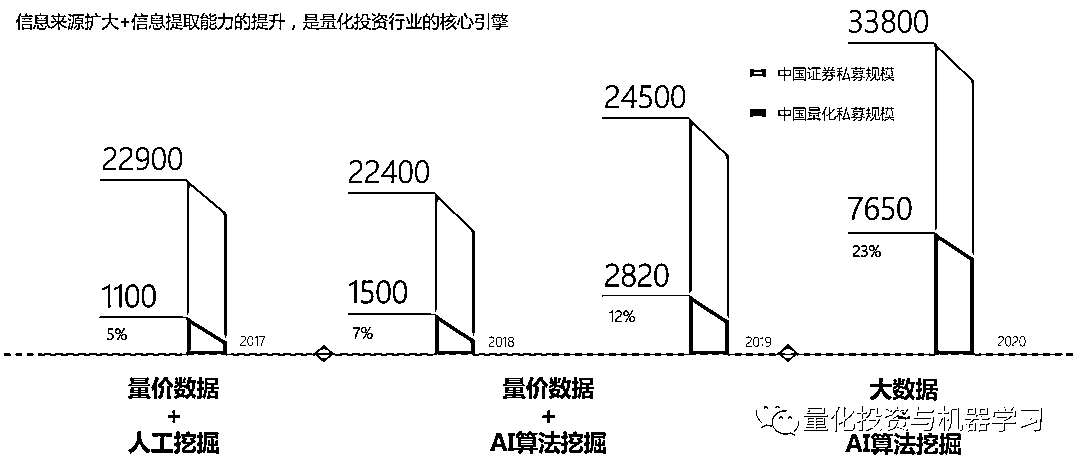 信息来源扩大+信息提取能力的提升，是量化投资行业的核心引擎
33800
中国证券私募规模
24500
中国量化私募规模
22900
22400
7650
23%
2820
12%
1100
1500
5%
7%
2017
2018
2019
2020
量价数据
+
人工挖掘
量价数据
+
AI算法挖掘
大数据
AI算法挖掘
量化投资与机器学习